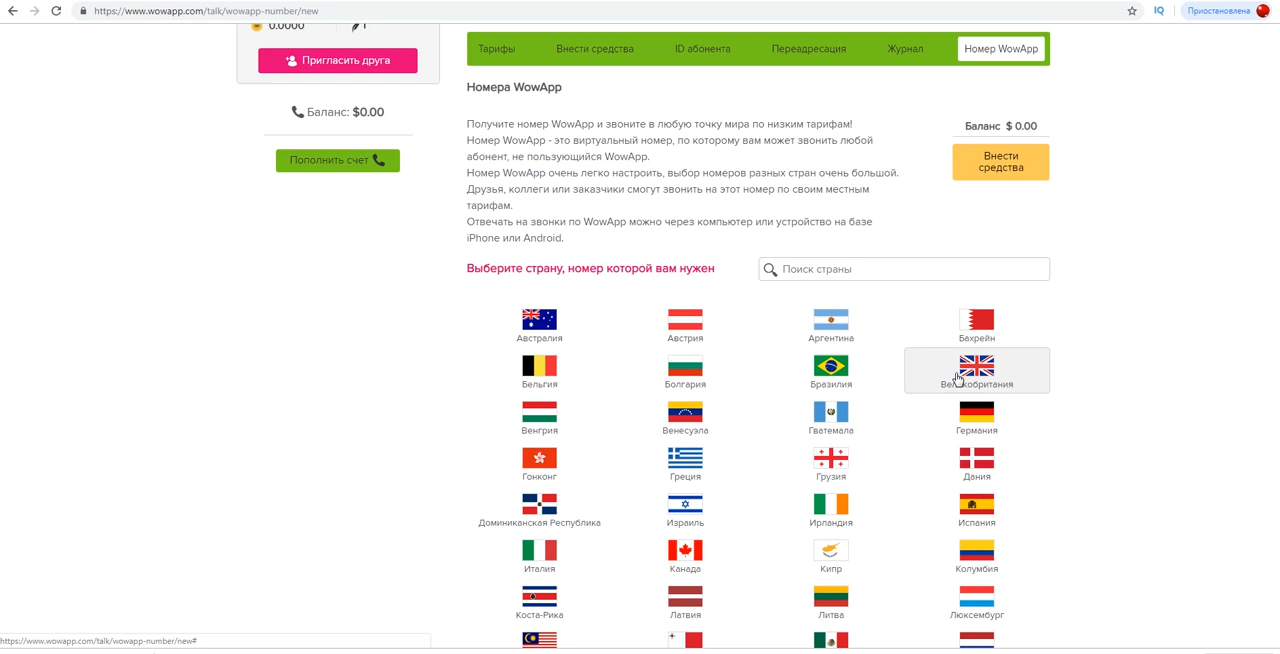 https://www.wowapp.com/talk/wowapp-number/new
IQ
Приостановлена
0.0000
Пригласить друга
Баланс: $0.00
Пополнить счет
Тарифы
Внести средства
ID абонента
Переадресация
Журнал
Номер WowApp
Номера WowApp
Получите номер WowApp и звоните в любую точку мира по низким тарифам!
Номер WowApp - это виртуальный номер, по которому вам может звонить любой
абонент, не пользующийся WowApp.
Номер WowApp очень легко настроить, выбор номеров разных стран очень большой.
Друзья, коллеги или заказчики смогут звонить на этот номер по своим местным
тарифам.
Отвечать на звонки по WowApp можно через компьютер или устройство на базе
iPhone или Android.
Баланс $ 0.00
Внести
средства
Выберите страну, номер которой вам нужен
Поиск страны
Австралия
Австрия
Аргентина
Бахрейн
Бельгия
Болгария
Бразилия
Великобритания
Венгрия
Венесуэла
Гватемала
Германия
Гонконг
Греция
Грузия
Дания
Доминиканская Республика
Израиль
Ирландия
Испания
Италия
Канада
Кипр
Колумбия
Коста-Рика
Латвия
Литва
Люксембург
https://www.wowapp.com/talk/wowapp-number/new#